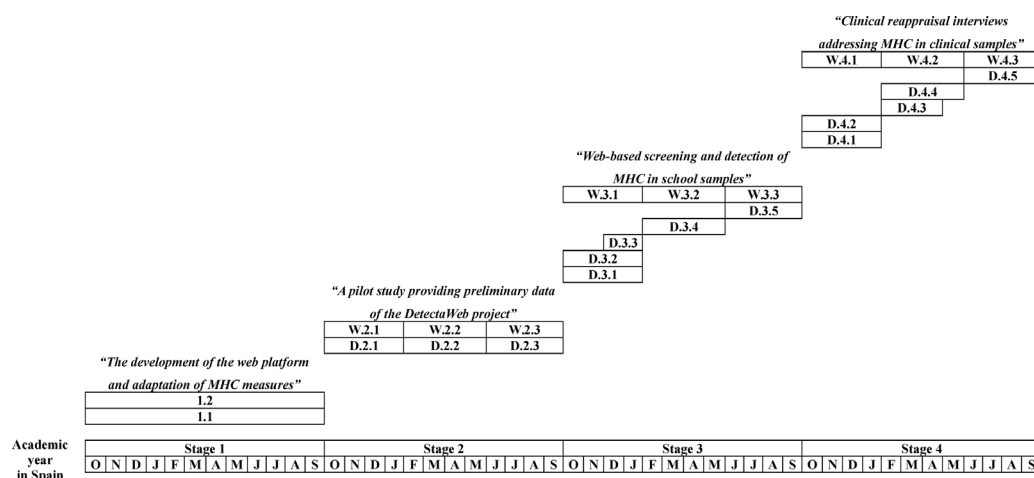 “Clinical reappraisal interviews
addressing MHC in clinical samples”
W.4.1 W.4.2 W.4.3
D.4.5
D.4.4
D.4.3
D.4.2
D.4.1
“Web-based screening and detection of
MHC in school samples”
W.3.1 W.3.2 W.3.3
D.3.5
D.3.4
D.3.3
D.3.2
D.3.1
“A pilot study providing preliminary data
of the DetectaWeb project”
W.2.1 W.2.2 W.2.3
D.2.1 D.2.2 D.2.3
“The development of the web platform
and adaptation of MHC measures”
1.2
1.1
Academic
year
in Spain
Stage 1 Stage 2 Stage 3 Stage 4
O N D J F M A M J J A S O N D J F M A M J J A S O N D J F M A M J J A S O N D J F M A M J J A S